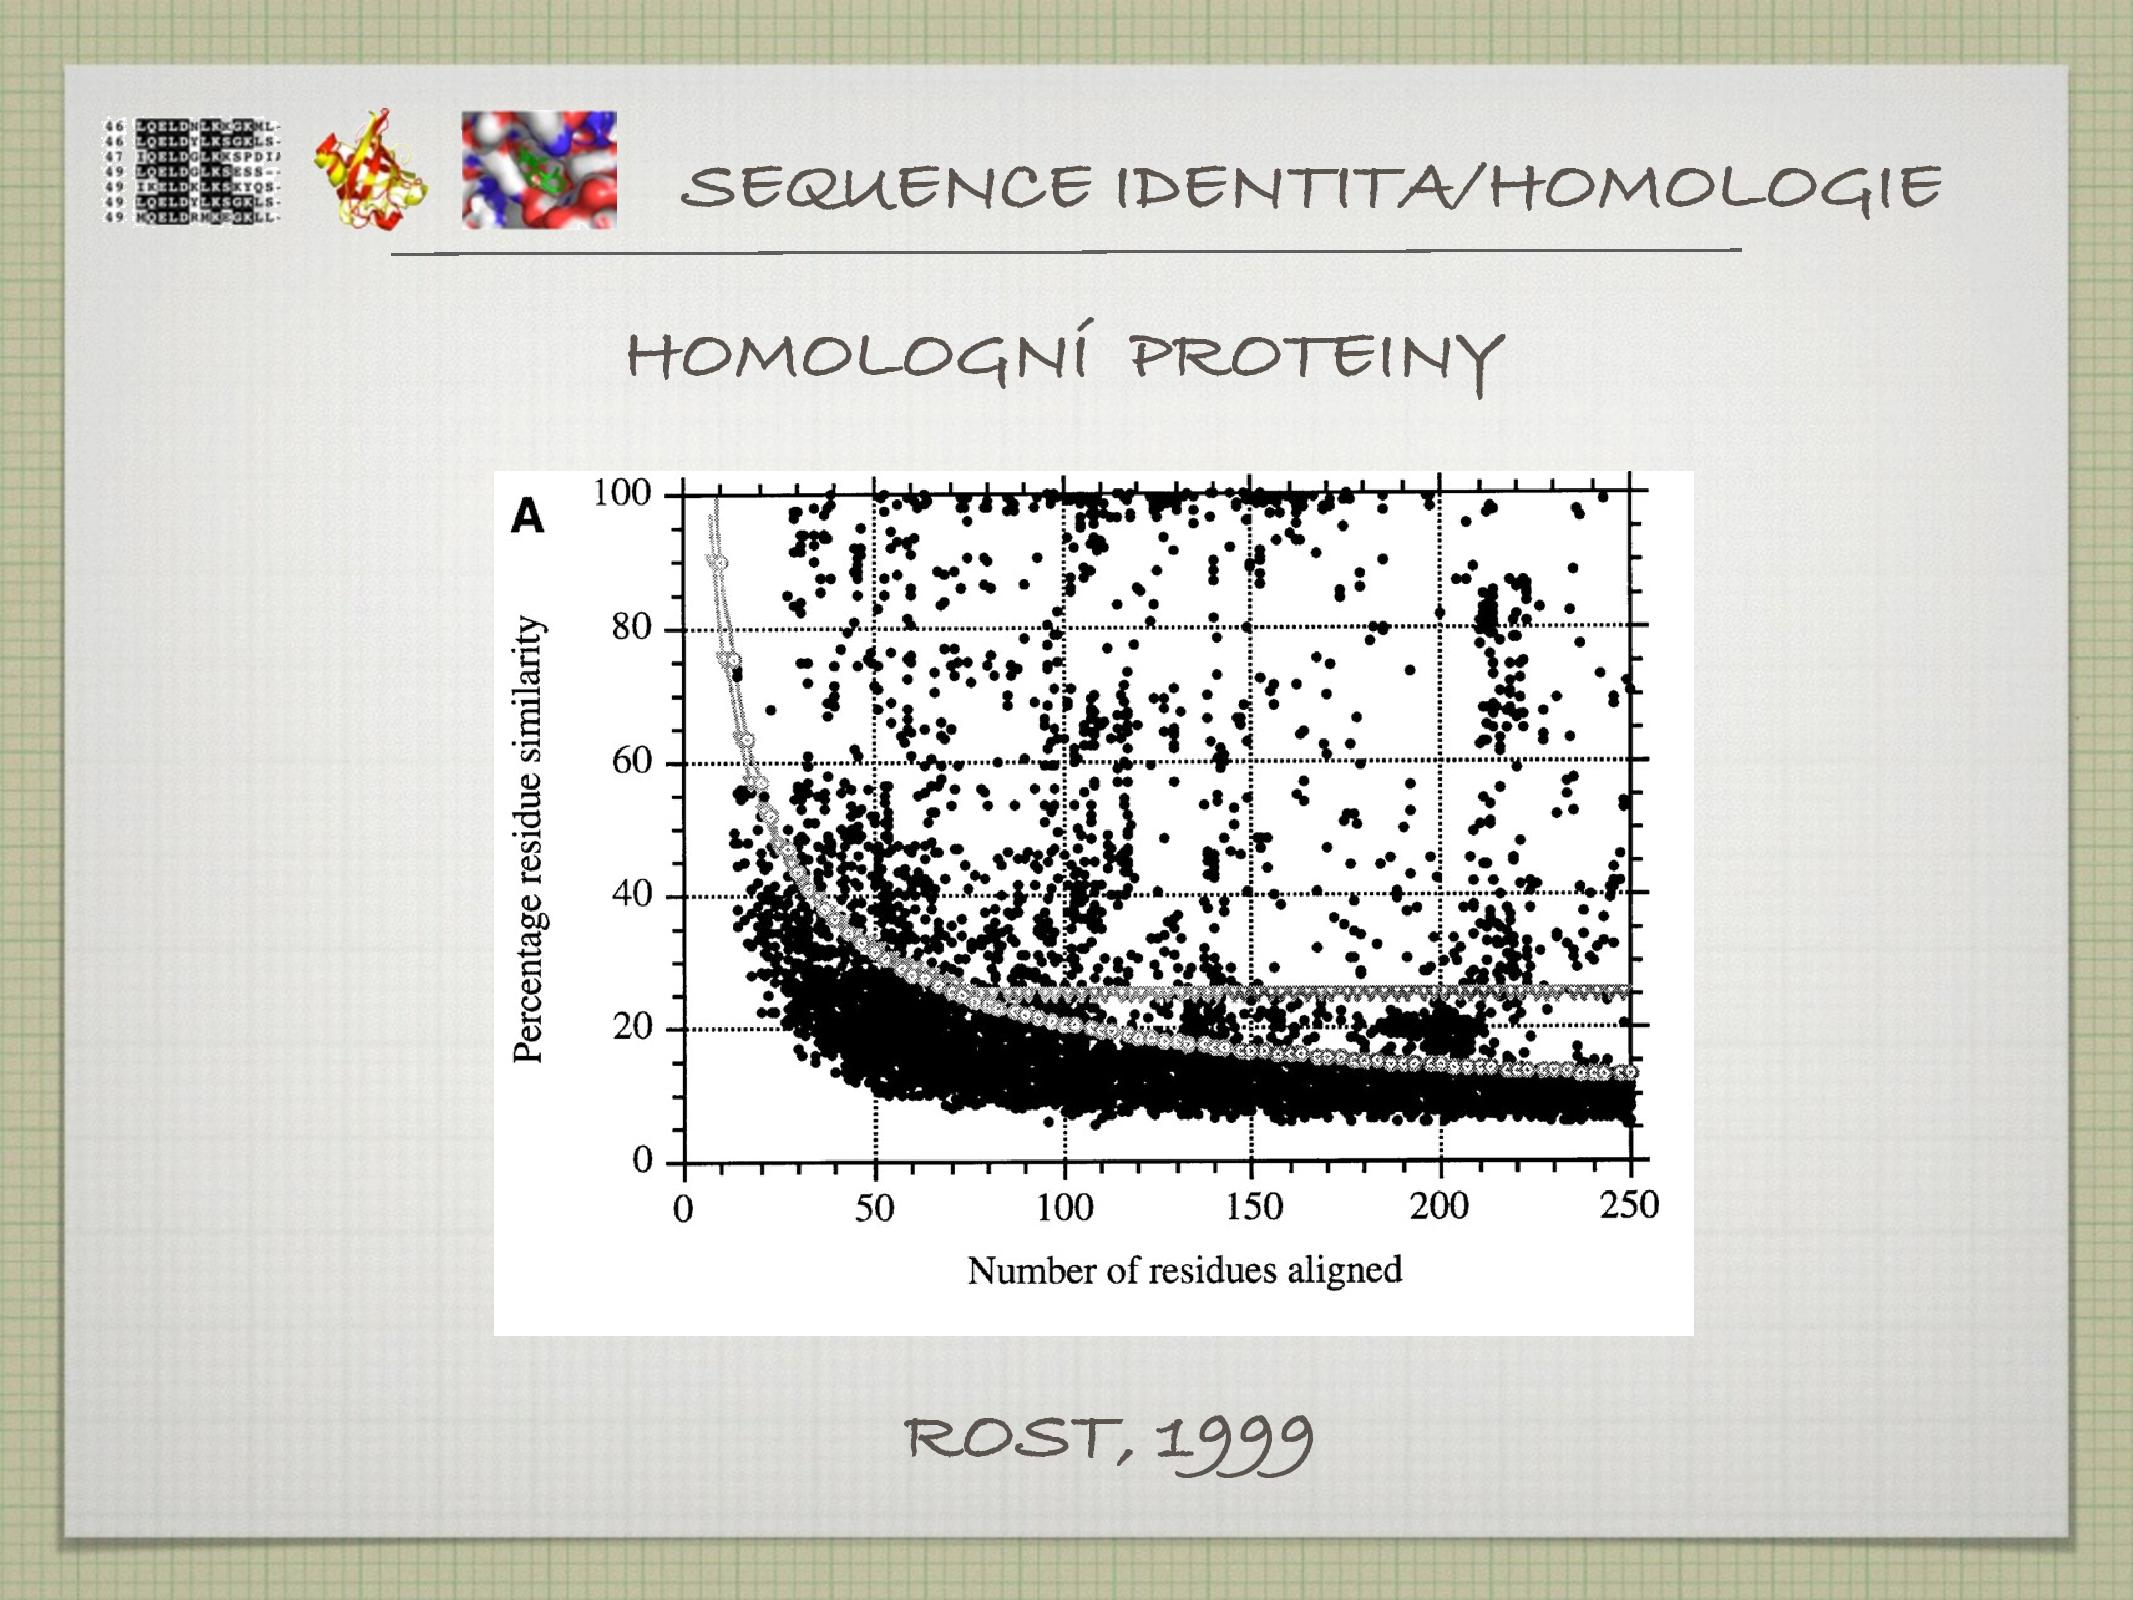 46 LQELDNLKKGKML-
46 LQELDYLKSGKLS-
47 IQELDGLKKSPDI
49 LQELDGLKSESS--
49 IKELDKLKSKYQS-
49 LQELDYLKSGKLS-
49 MQELDRMKEGKLL-
SEQUENCE IDENTITA/HOMOLOGIE
HOMOLOGNÍ PROTEINY
A
100
80
60
40
20
0
Percentage residue similarity
0 50 100 150 200 250
Number of residues aligned
ROST, 1999